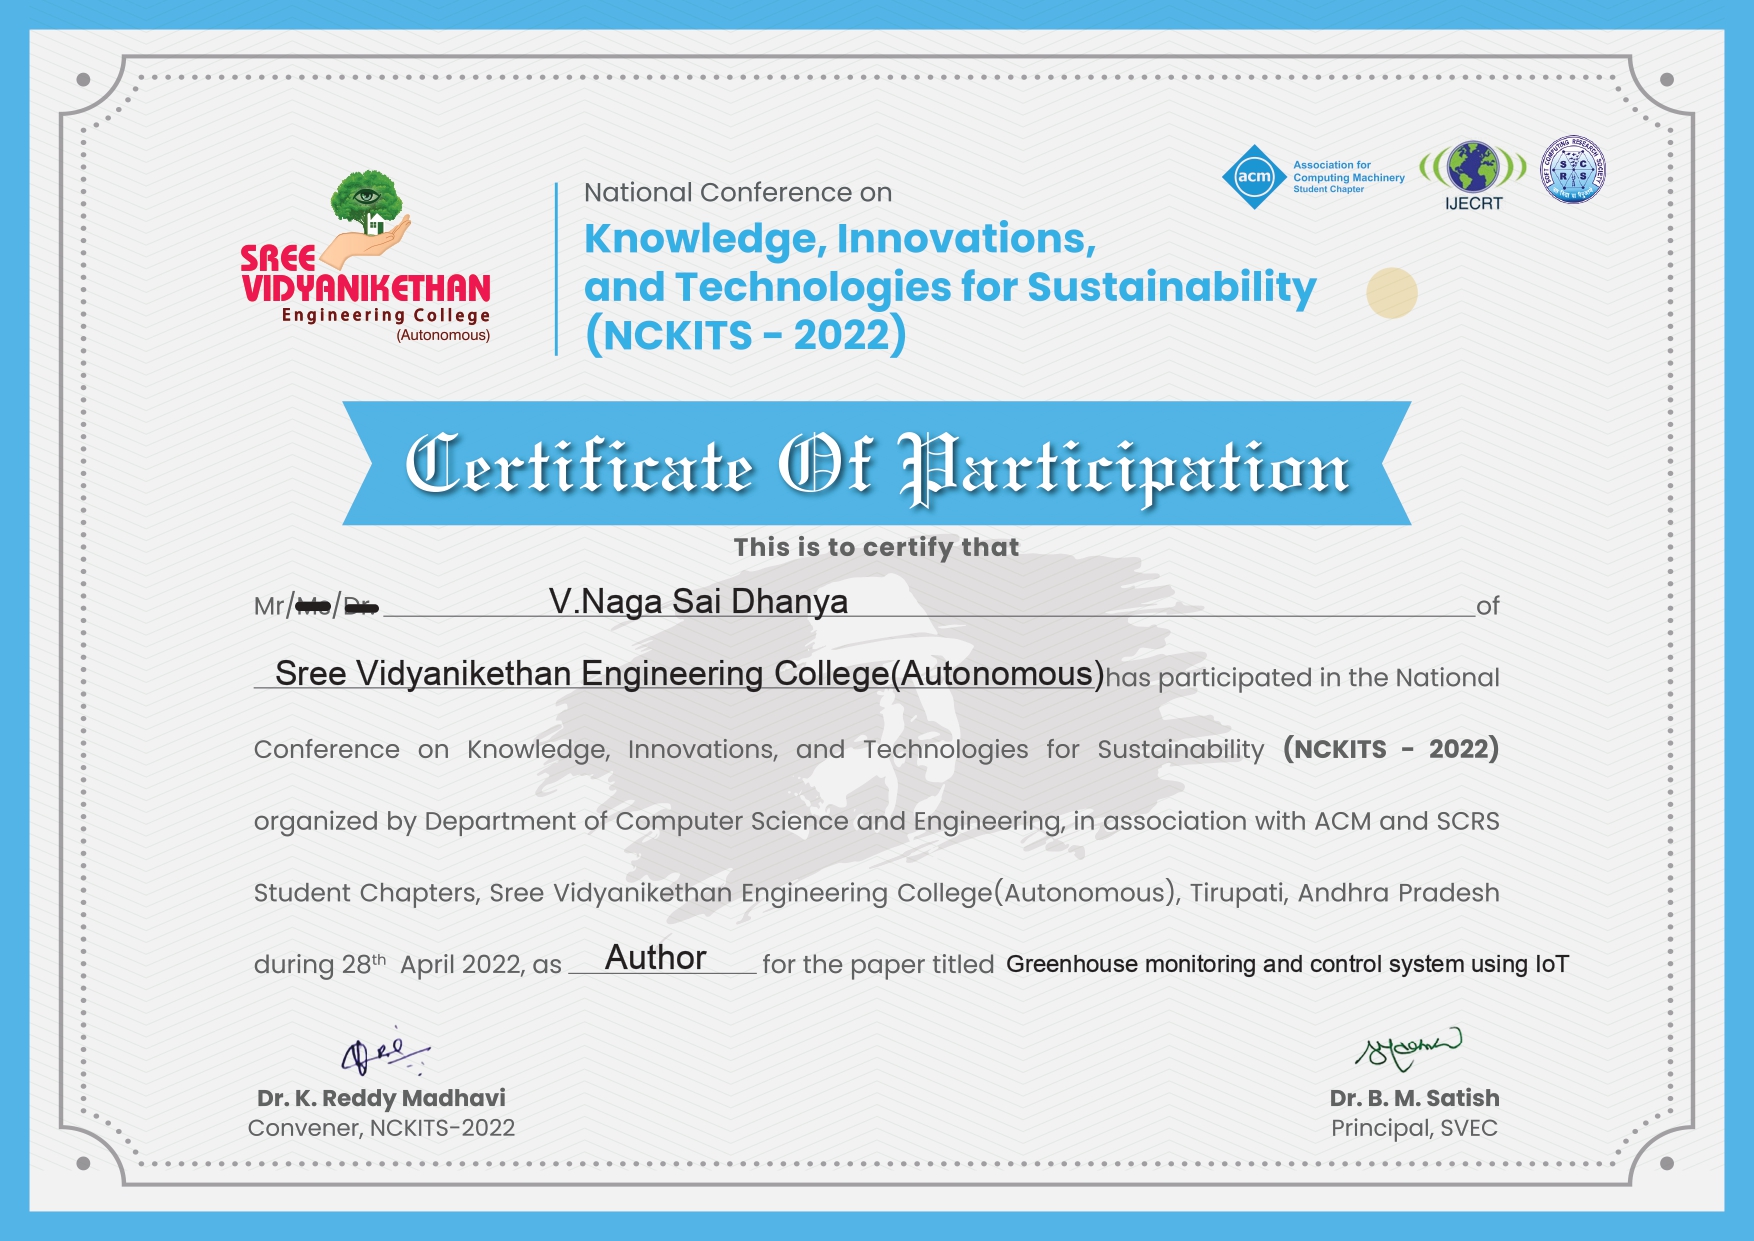 SREE
VIDYANIKETHAN
Engineering College
(Autonomous)
National Conference on
Knowledge, Innovations,
and Technologies for Sustainability
(NCKITS - 2022)
acm
Association for
Computing Machinery
Student Chapter
IJECRT
SOFT COMPUTING RESEARCH SOCIETY
S C
R S
Certificate Of Participation
This is to certify that
Mr/Ms/Dr. V.Naga Sai Dhanya of
Sree Vidyanikethan Engineering College(Autonomous)has participated in the National
Conference on Knowledge, Innovations, and Technologies for Sustainability (NCKITS - 2022)
organized by Department of Computer Science and Engineering, in association with ACM and SCRS
Student Chapters, Sree Vidyanikethan Engineering College(Autonomous), Tirupati, Andhra Pradesh
during 28th April 2022, as Author for the paper titled Greenhouse monitoring and control system using IoT
Dr. K. Reddy Madhavi
Convener, NCKITS-2022
Dr. B. M. Satish
Principal, SVEC